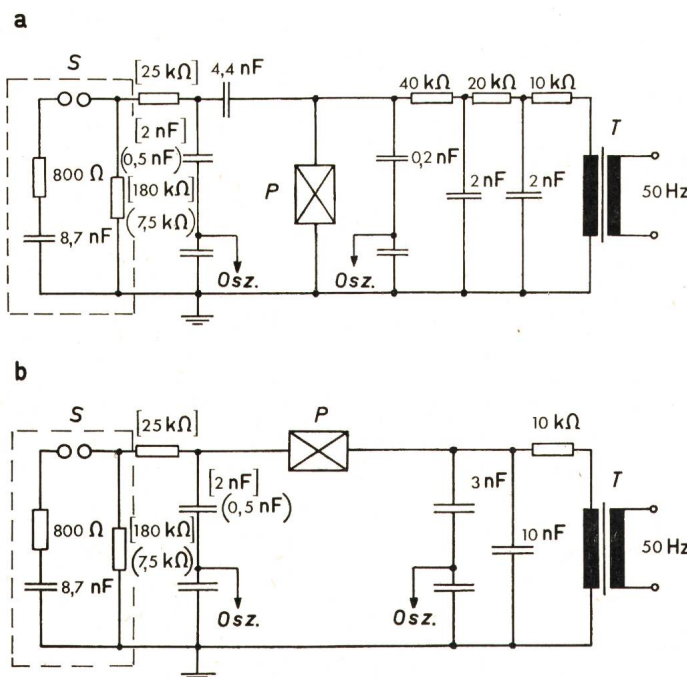 a
S
[25 kΩ]
4,4 nF
40 kΩ
20 kΩ
10 kΩ
[2 nF]
(0,5 nF)
800 Ω
[180 kΩ]
(7,5 kΩ)
8,7 nF
P
0,2 nF
2 nF
2 nF
T
50 Hz
Osz.
Osz.
b
S
[25 kΩ]
P
10 kΩ
[2 nF]
(0,5 nF)
3 nF
T
800 Ω
[180 kΩ]
(7,5 kΩ)
10 nF
50 Hz
8,7 nF
Osz.
Osz.